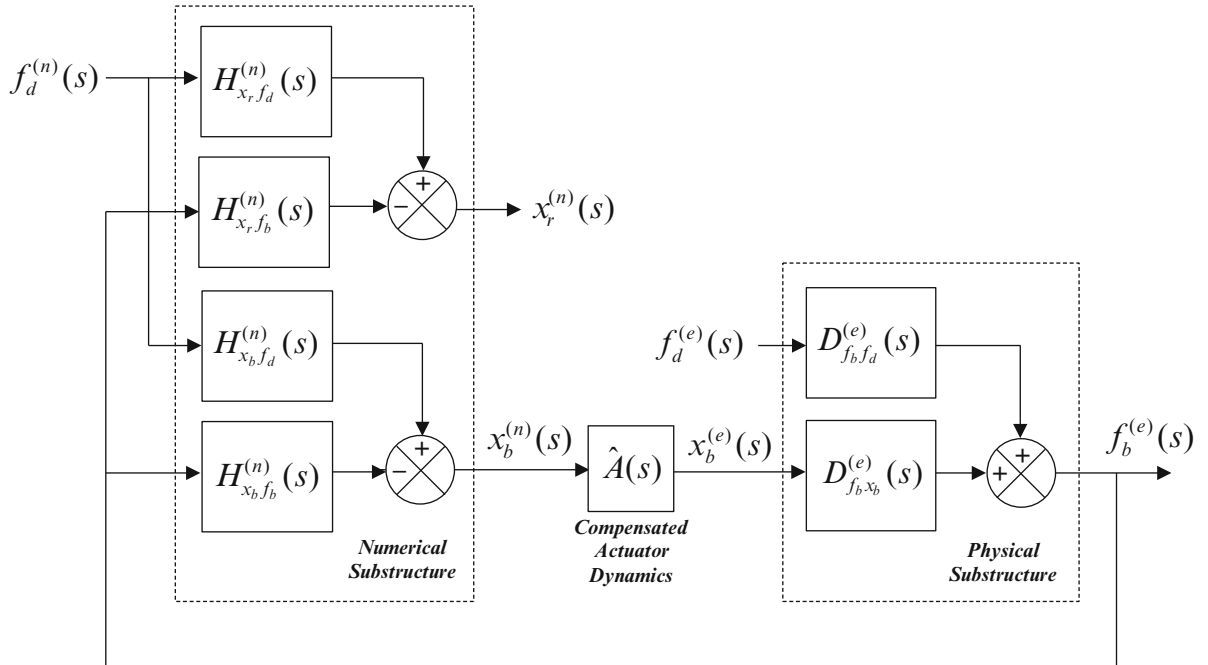 f_d^{(n)}(s)
H_{x_r f_d}^{(n)}(s)
+
−
H_{x_r f_b}^{(n)}(s)
x_r^{(n)}(s)
H_{x_b f_d}^{(n)}(s)
+
−
H_{x_b f_b}^{(n)}(s)
Numerical
Substructure
x_b^{(n)}(s)
Â(s)
Compensated
Actuator
Dynamics
x_b^{(e)}(s)
f_d^{(e)}(s)
D_{f_b f_d}^{(e)}(s)
D_{f_b x_b}^{(e)}(s)
+
+
Physical
Substructure
f_b^{(e)}(s)